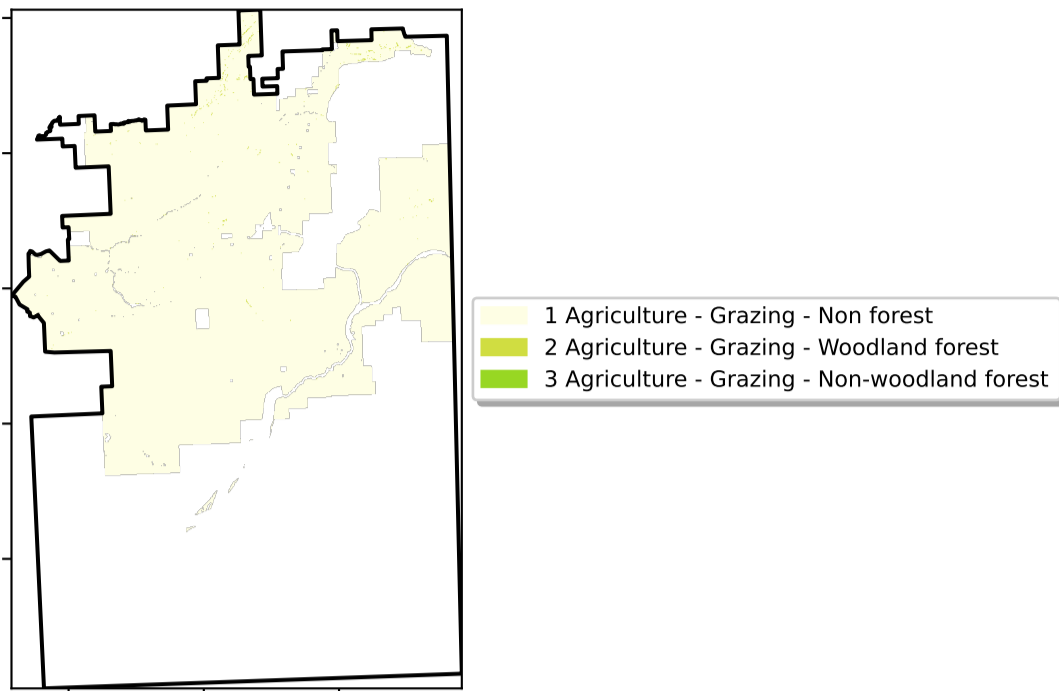 1 Agriculture - Grazing - Non forest
2 Agriculture - Grazing - Woodland forest
3 Agriculture - Grazing - Non-woodland forest